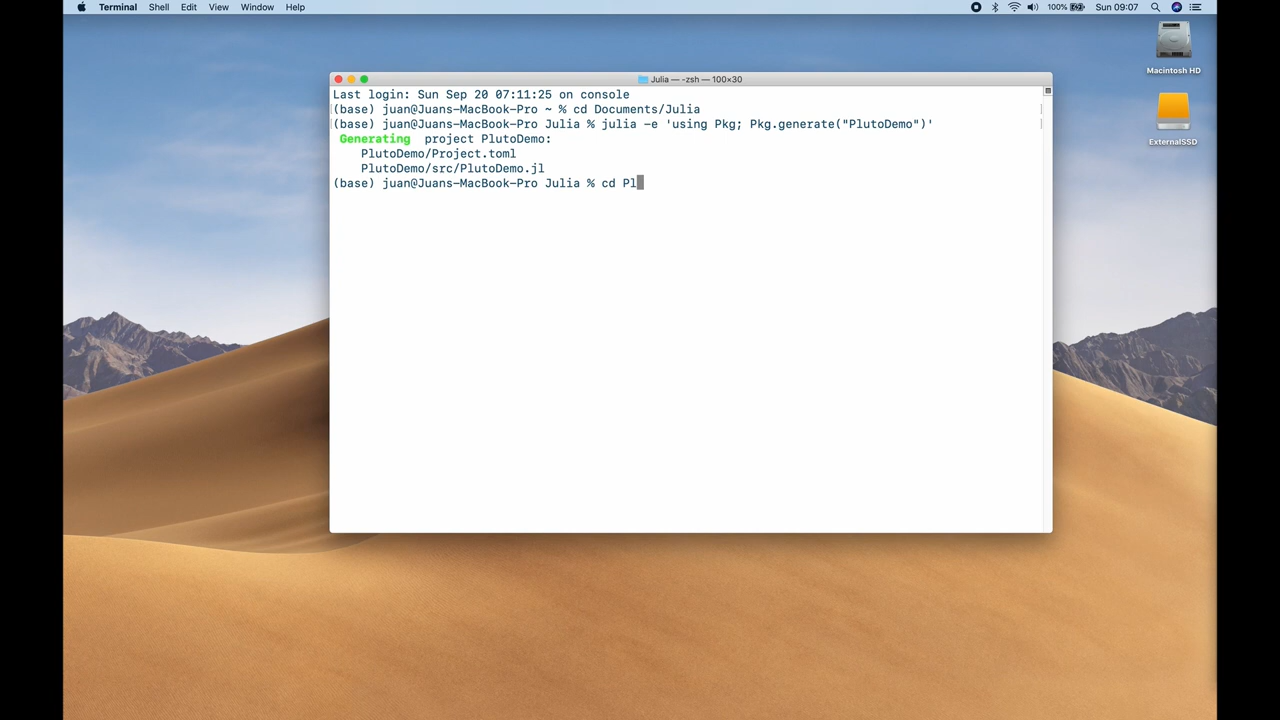 Terminal Shell Edit View Window Help 100% Sun 09:07
Macintosh HD
ExternalSSD
Julia — -zsh — 100×30
Last login: Sun Sep 20 07:11:25 on console
(base) juan@Juans-MacBook-Pro ~ % cd Documents/Julia
(base) juan@Juans-MacBook-Pro Julia % julia -e 'using Pkg; Pkg.generate("PlutoDemo")'
Generating project PlutoDemo:
PlutoDemo/Project.toml
PlutoDemo/src/PlutoDemo.jl
(base) juan@Juans-MacBook-Pro Julia % cd Pl